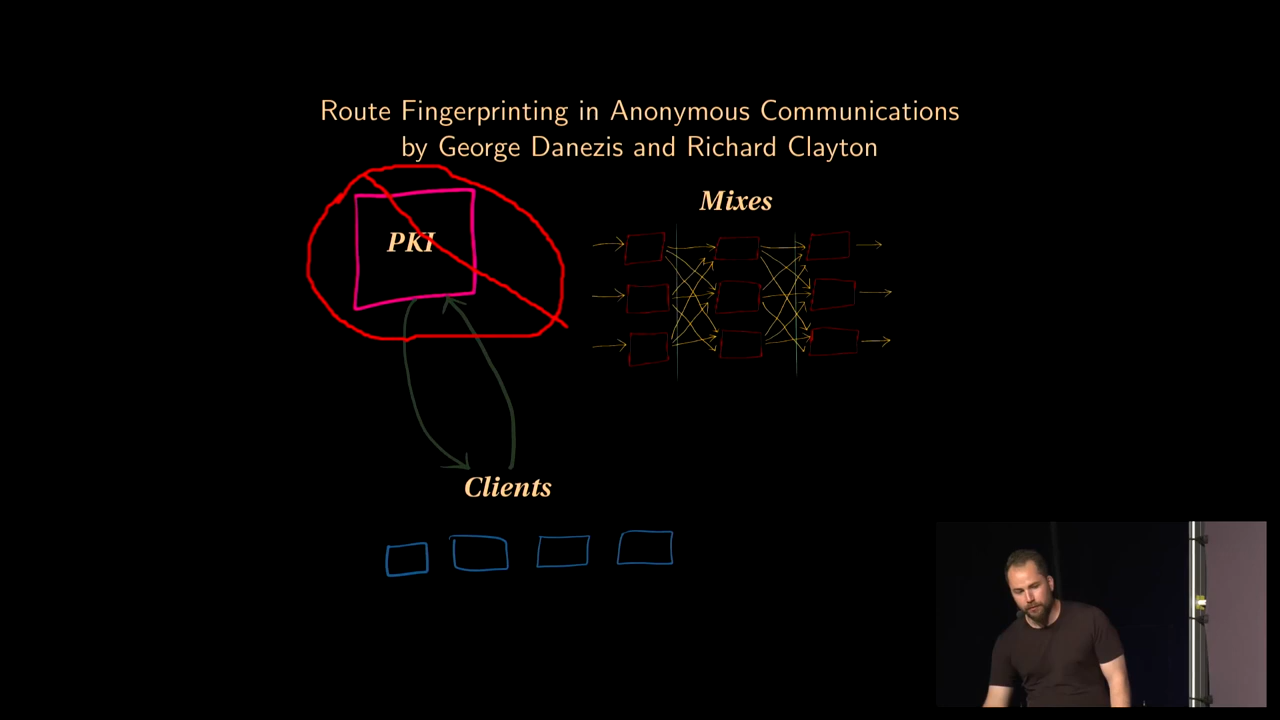 Route Fingerprinting in Anonymous Communications
by George Danezis and Richard Clayton
Mixes
PKI
Clients